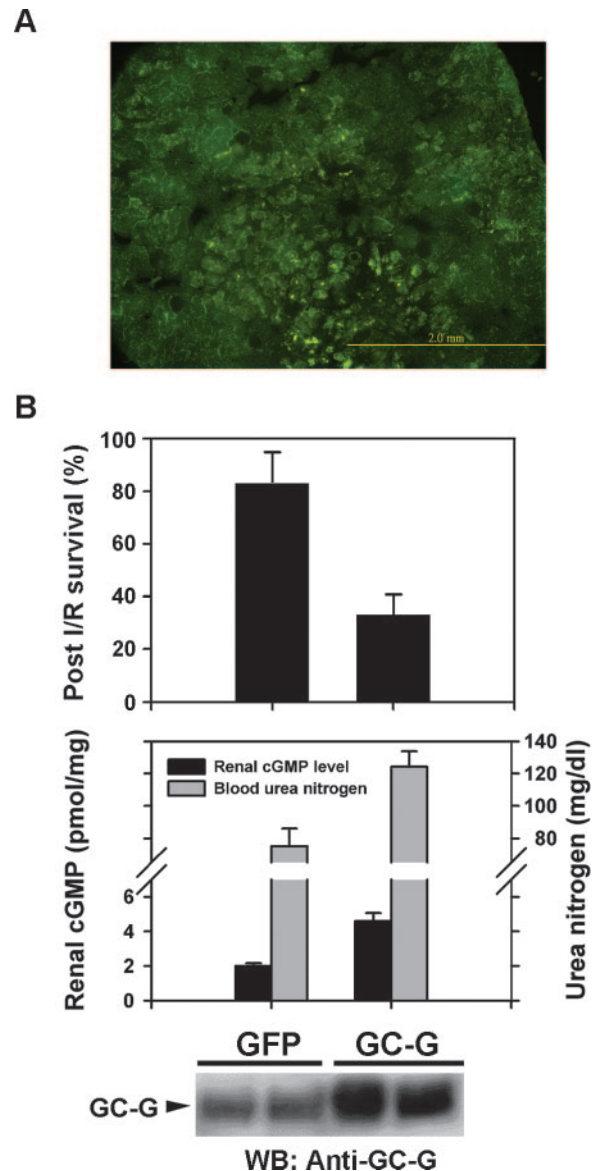 A
2.0 mm
B
Post I/R survival (%)
100
80
60
40
20
0
Renal cGMP (pmol/mg)
Urea nitrogen (mg/dl)
Renal cGMP level
Blood urea nitrogen
140
120
100
80
6
4
2
0
GFP GC-G
GC-G
WB: Anti-GC-G